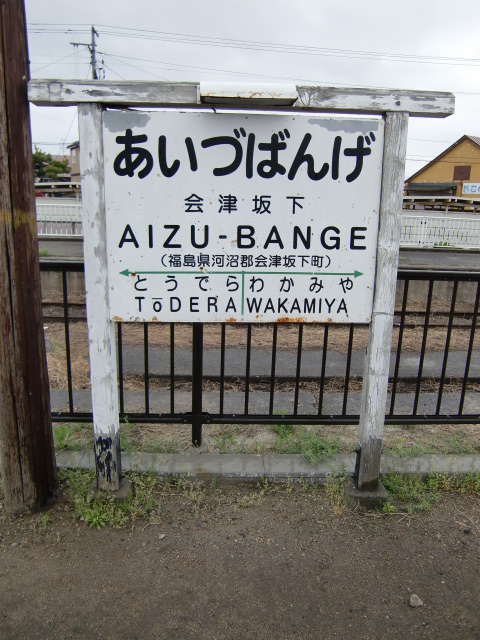 あいづばんげ
会津坂下
AIZU-BANGE
(福島県河沼郡会津坂下町)
とうでら わかみや
TŌDERA WAKAMIYA